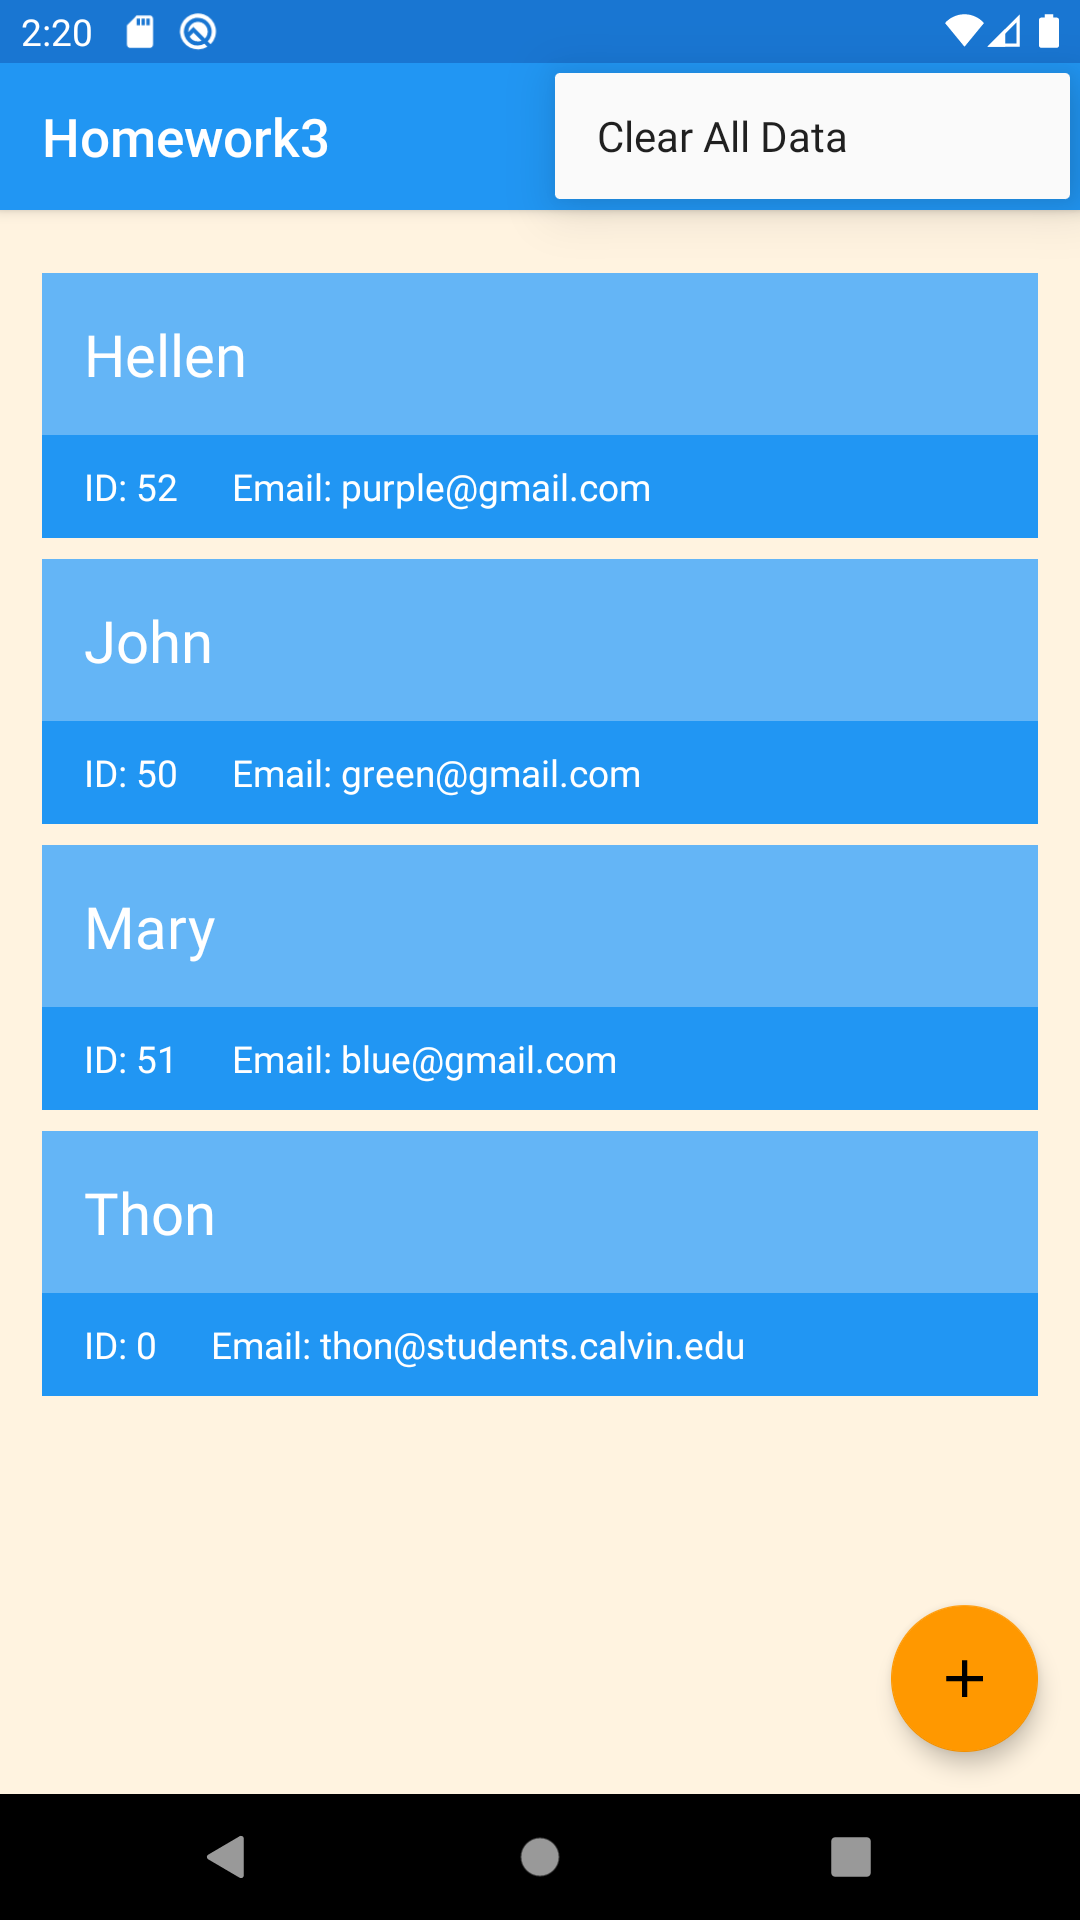 2:20
Homework3
Clear All Data
Hellen
ID: 52 Email: purple@gmail.com
John
ID: 50 Email: green@gmail.com
Mary
ID: 51 Email: blue@gmail.com
Thon
ID: 0 Email: thon@students.calvin.edu
+